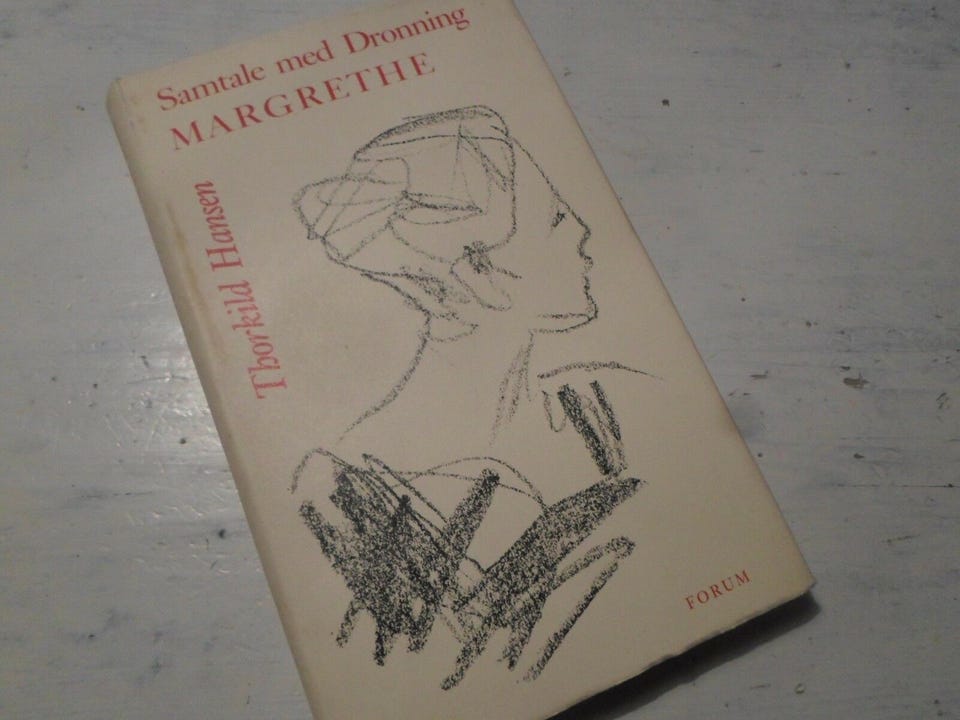 Samtale med Dronning
MARGRETHE
Thorkild Hansen
FORUM